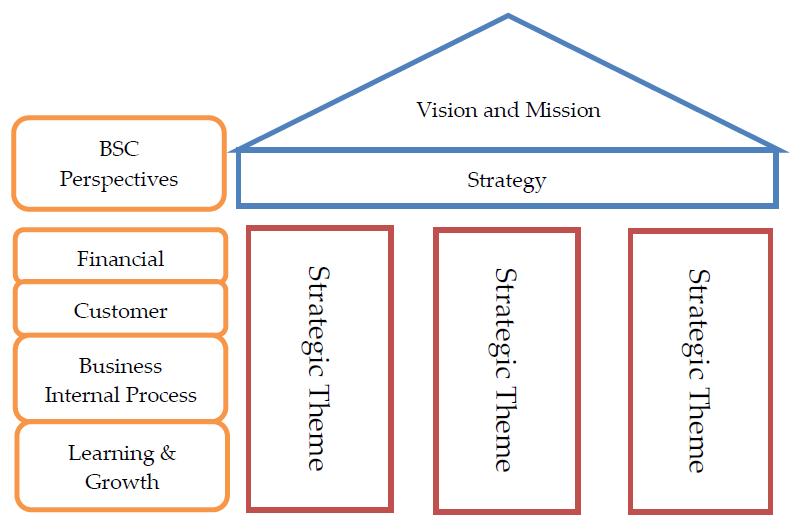 Vision and Mission
BSC
Perspectives
Strategy
Financial
Customer
Business
Internal Process
Learning &
Growth
Strategic Theme
Strategic Theme
Strategic Theme